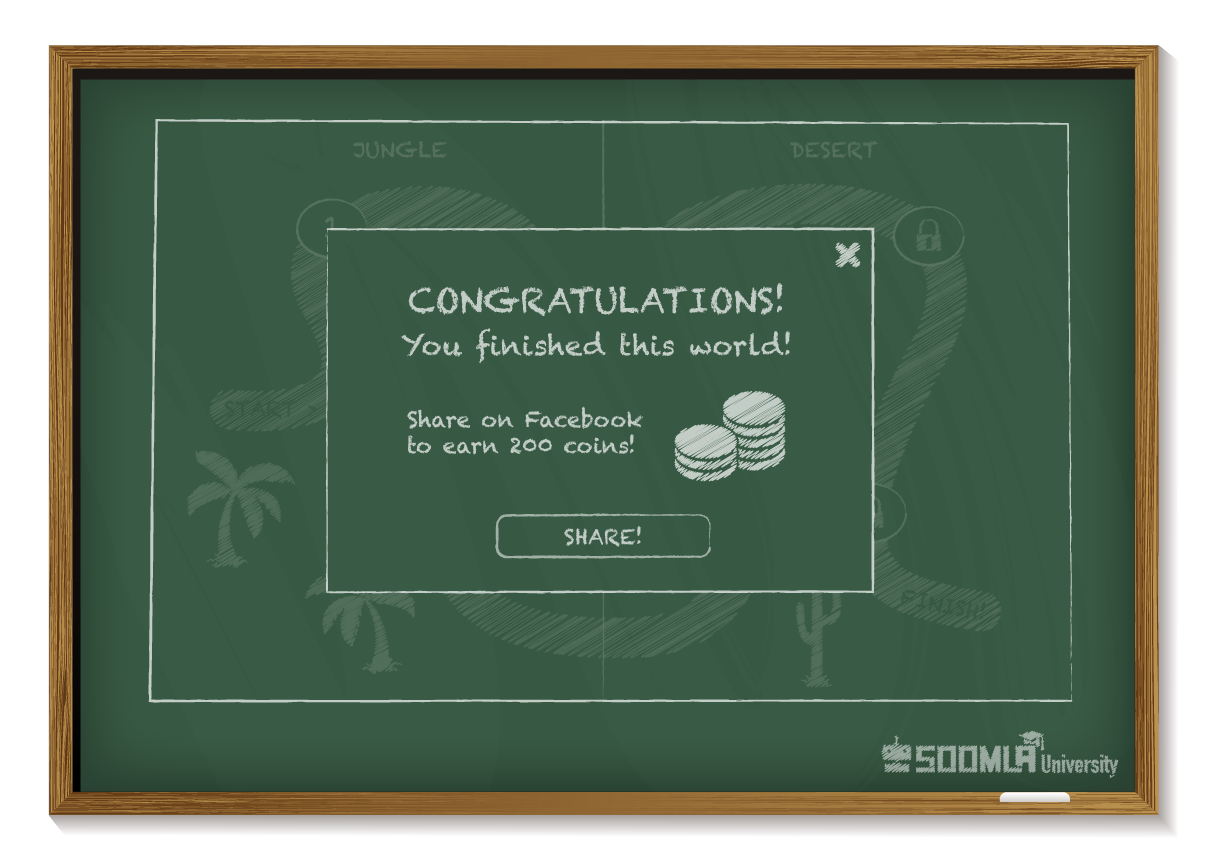 JUNGLE
DESERT
1
CONGRATULATIONS!
You finished this world!
Share on Facebook
to earn 200 coins!
START
SHARE!
FINISH!
SOOMLA University